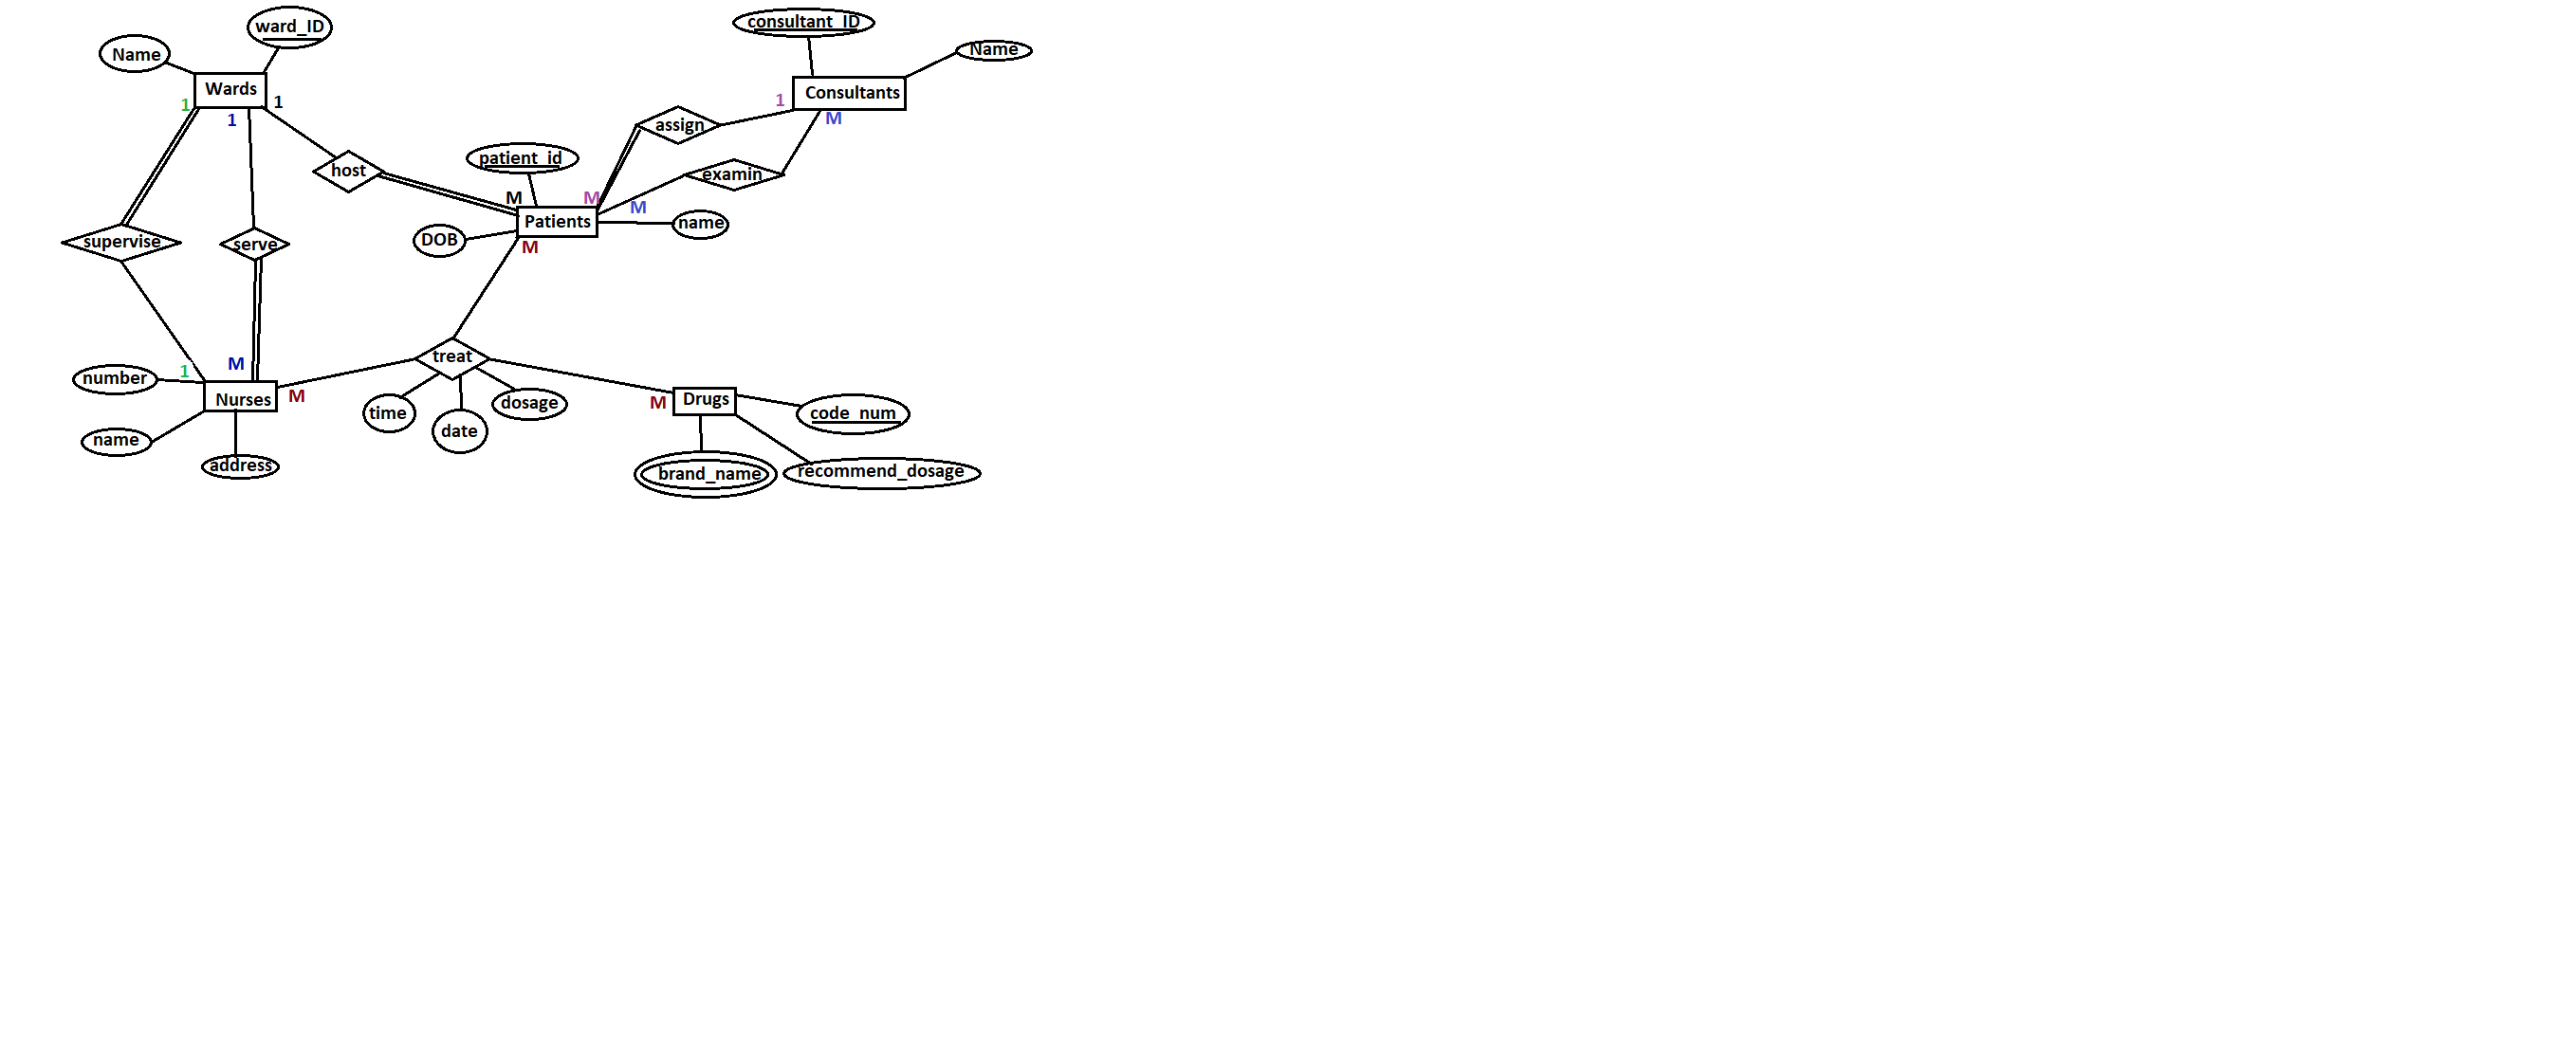 ward_ID
Name
Wards
1
1
1
consultant_ID
Name
Consultants
1
M
assign
examin
host
patient_id
M
M
M
Patients
name
DOB
M
supervise
serve
M
1
number
Nurses
M
name
address
treat
time
date
dosage
M
Drugs
code_num
brand_name
recommend_dosage